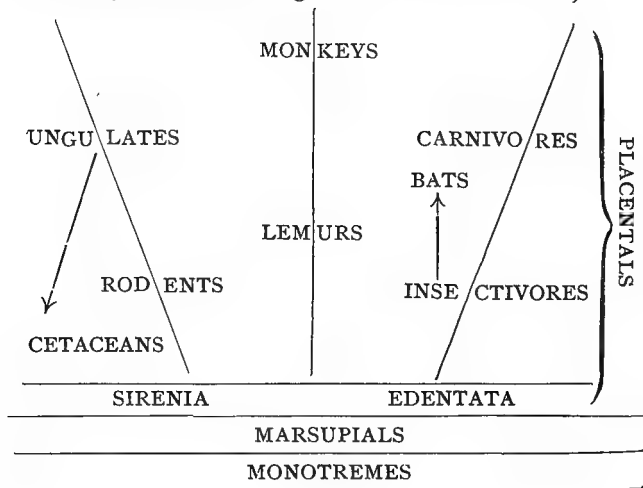 MONKEYS
UNGULATES CARNIVORES
BATS
LEMURS
RODENTS INSECTIVORES
CETACEANS
SIRENIA EDENTATA
MARSUPIALS
MONOTREMES
PLACENTALS